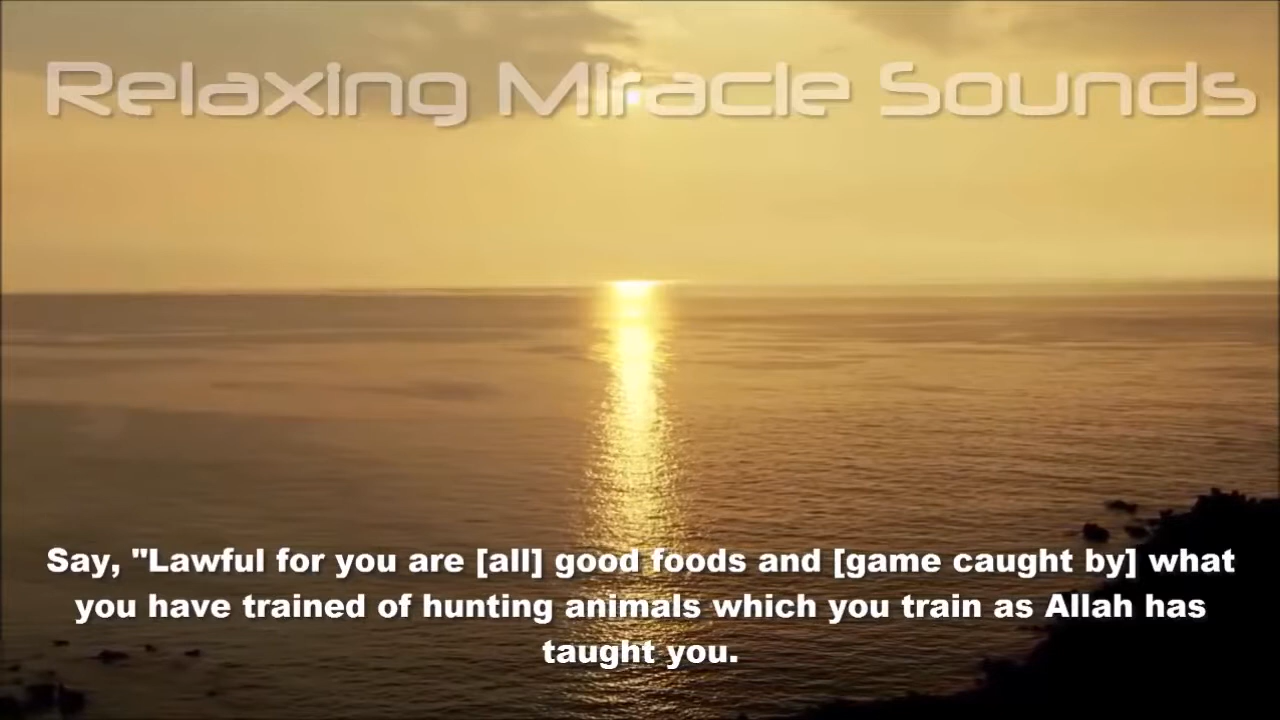 Relaxing Miracle Sounds
Say, "Lawful for you are [all] good foods and [game caught by] what
you have trained of hunting animals which you train as Allah has
taught you.